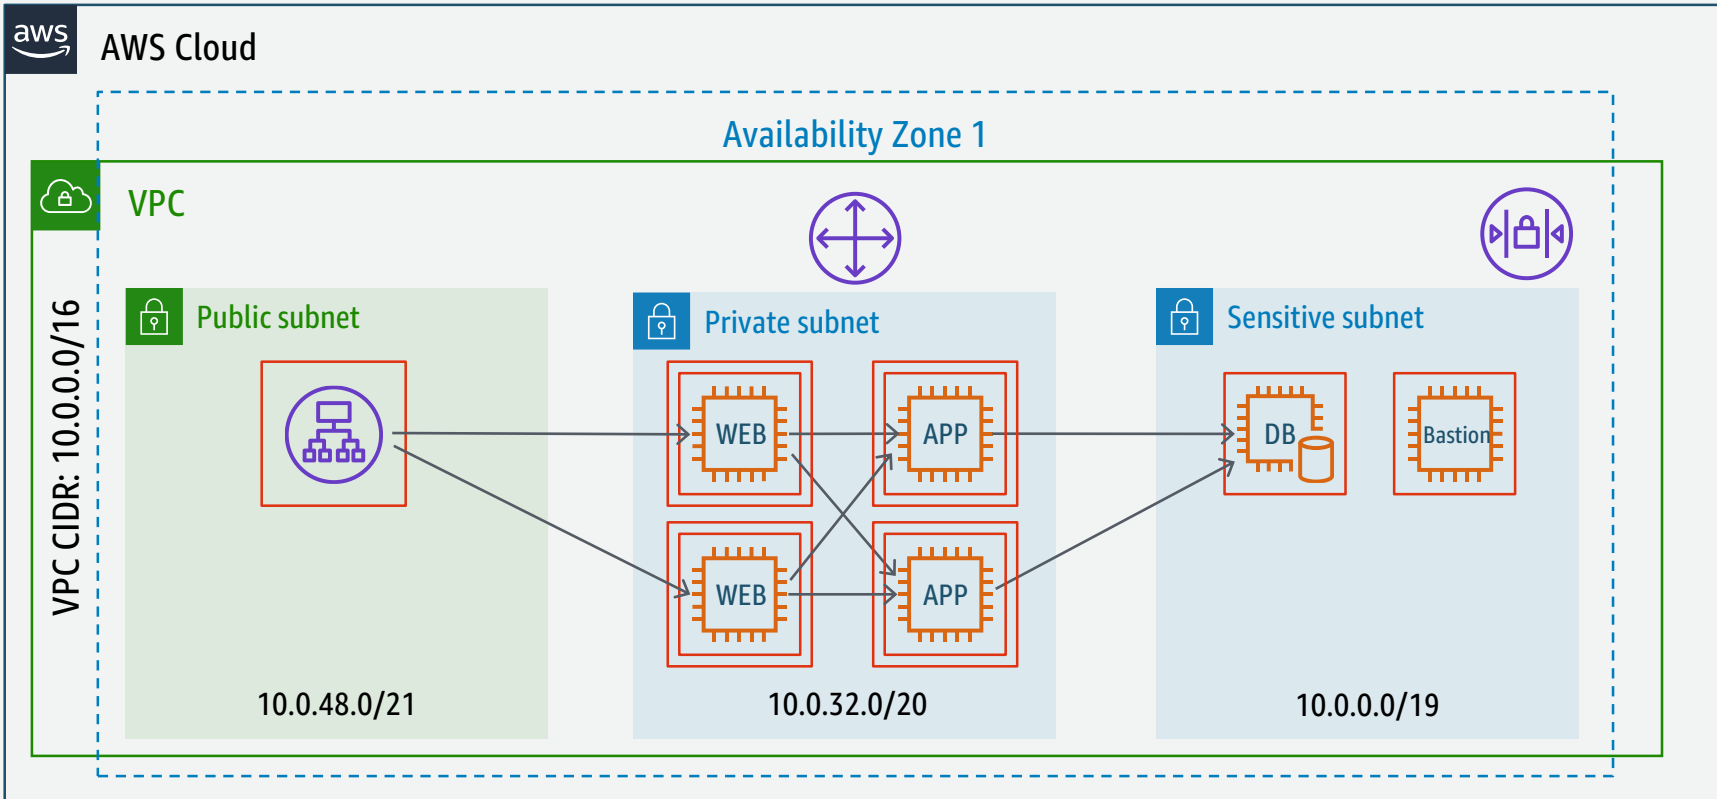 aws
AWS Cloud
Availability Zone 1
VPC
VPC CIDR: 10.0.0.0/16
Public subnet
Private subnet
Sensitive subnet
WEB
APP
DB
Bastion
WEB
APP
10.0.48.0/21
10.0.32.0/20
10.0.0.0/19